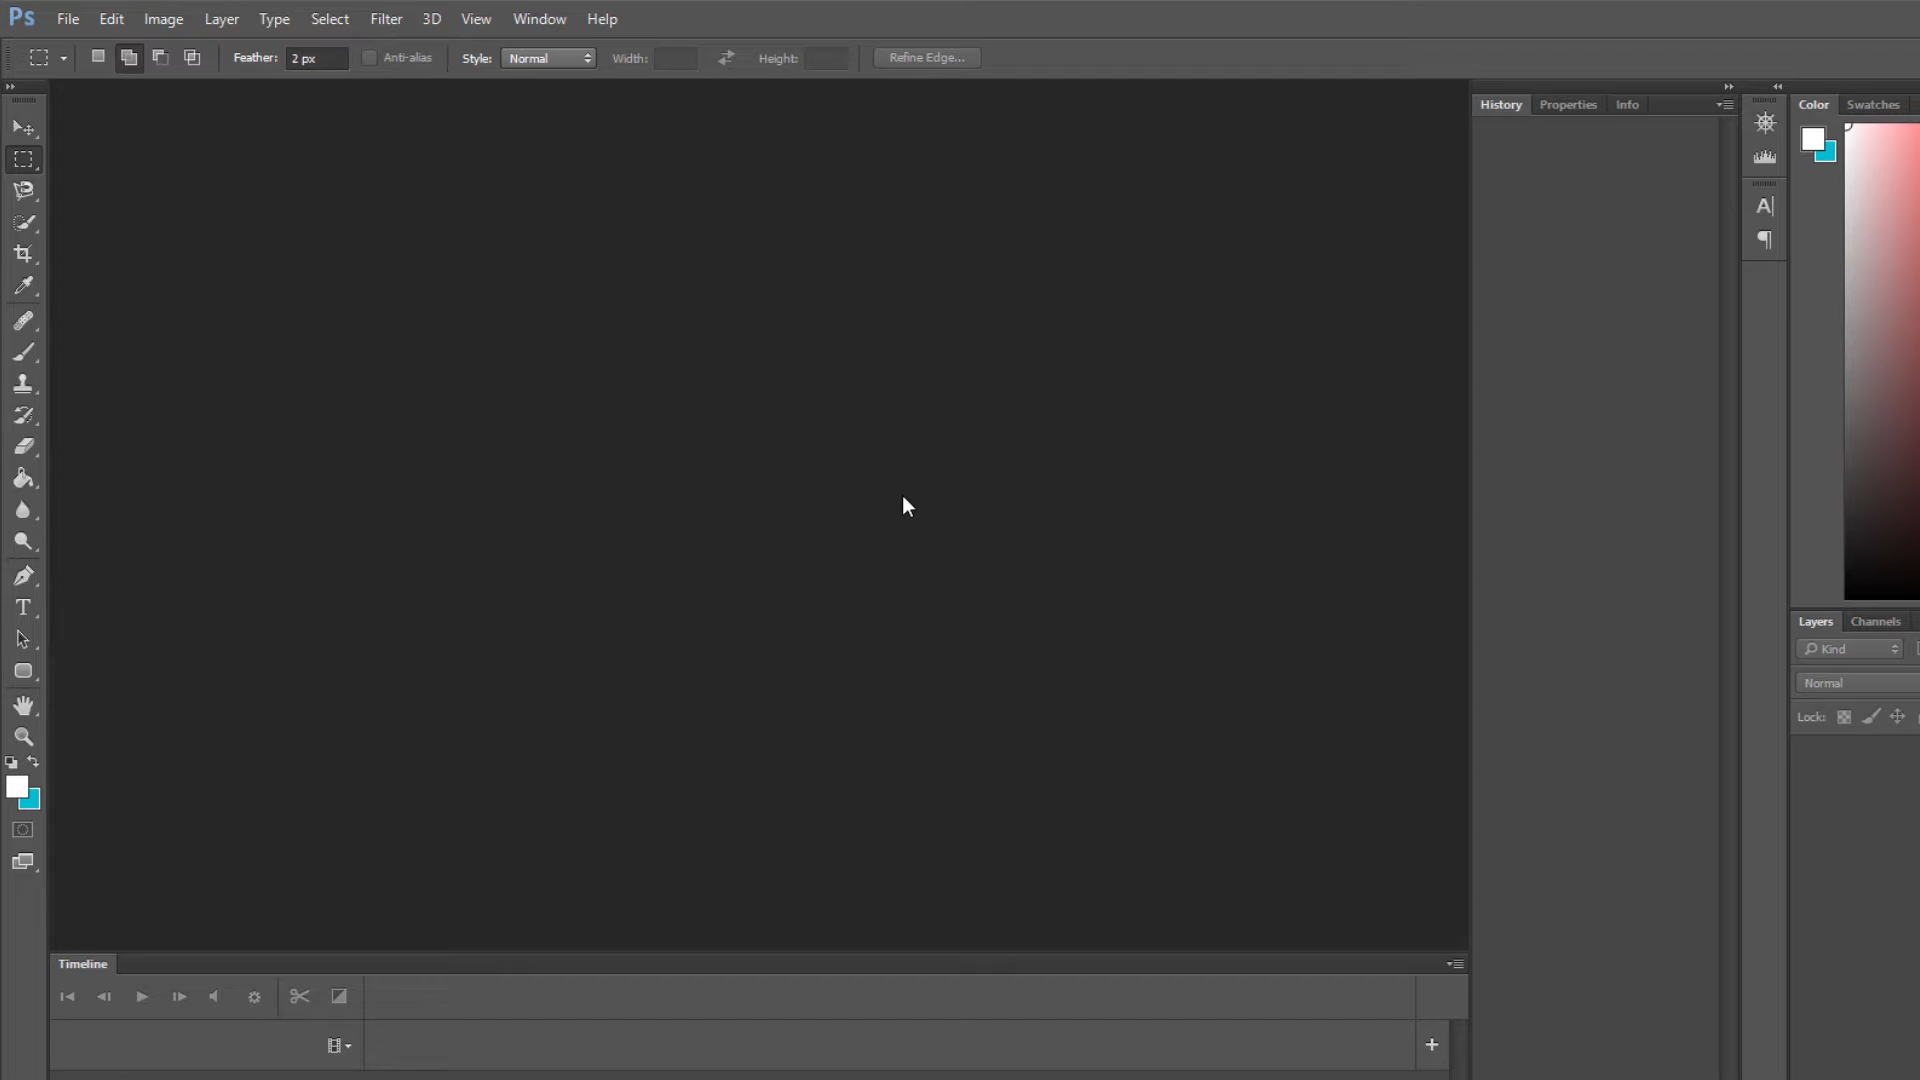 Ps File Edit Image Layer Type Select Filter 3D View Window Help
Feather: 2 px Anti-alias Style: Normal Width: Height: Refine Edge...
History Properties Info
Color Swatches
A
T
Layers Channels
Kind
Normal
Lock:
Timeline